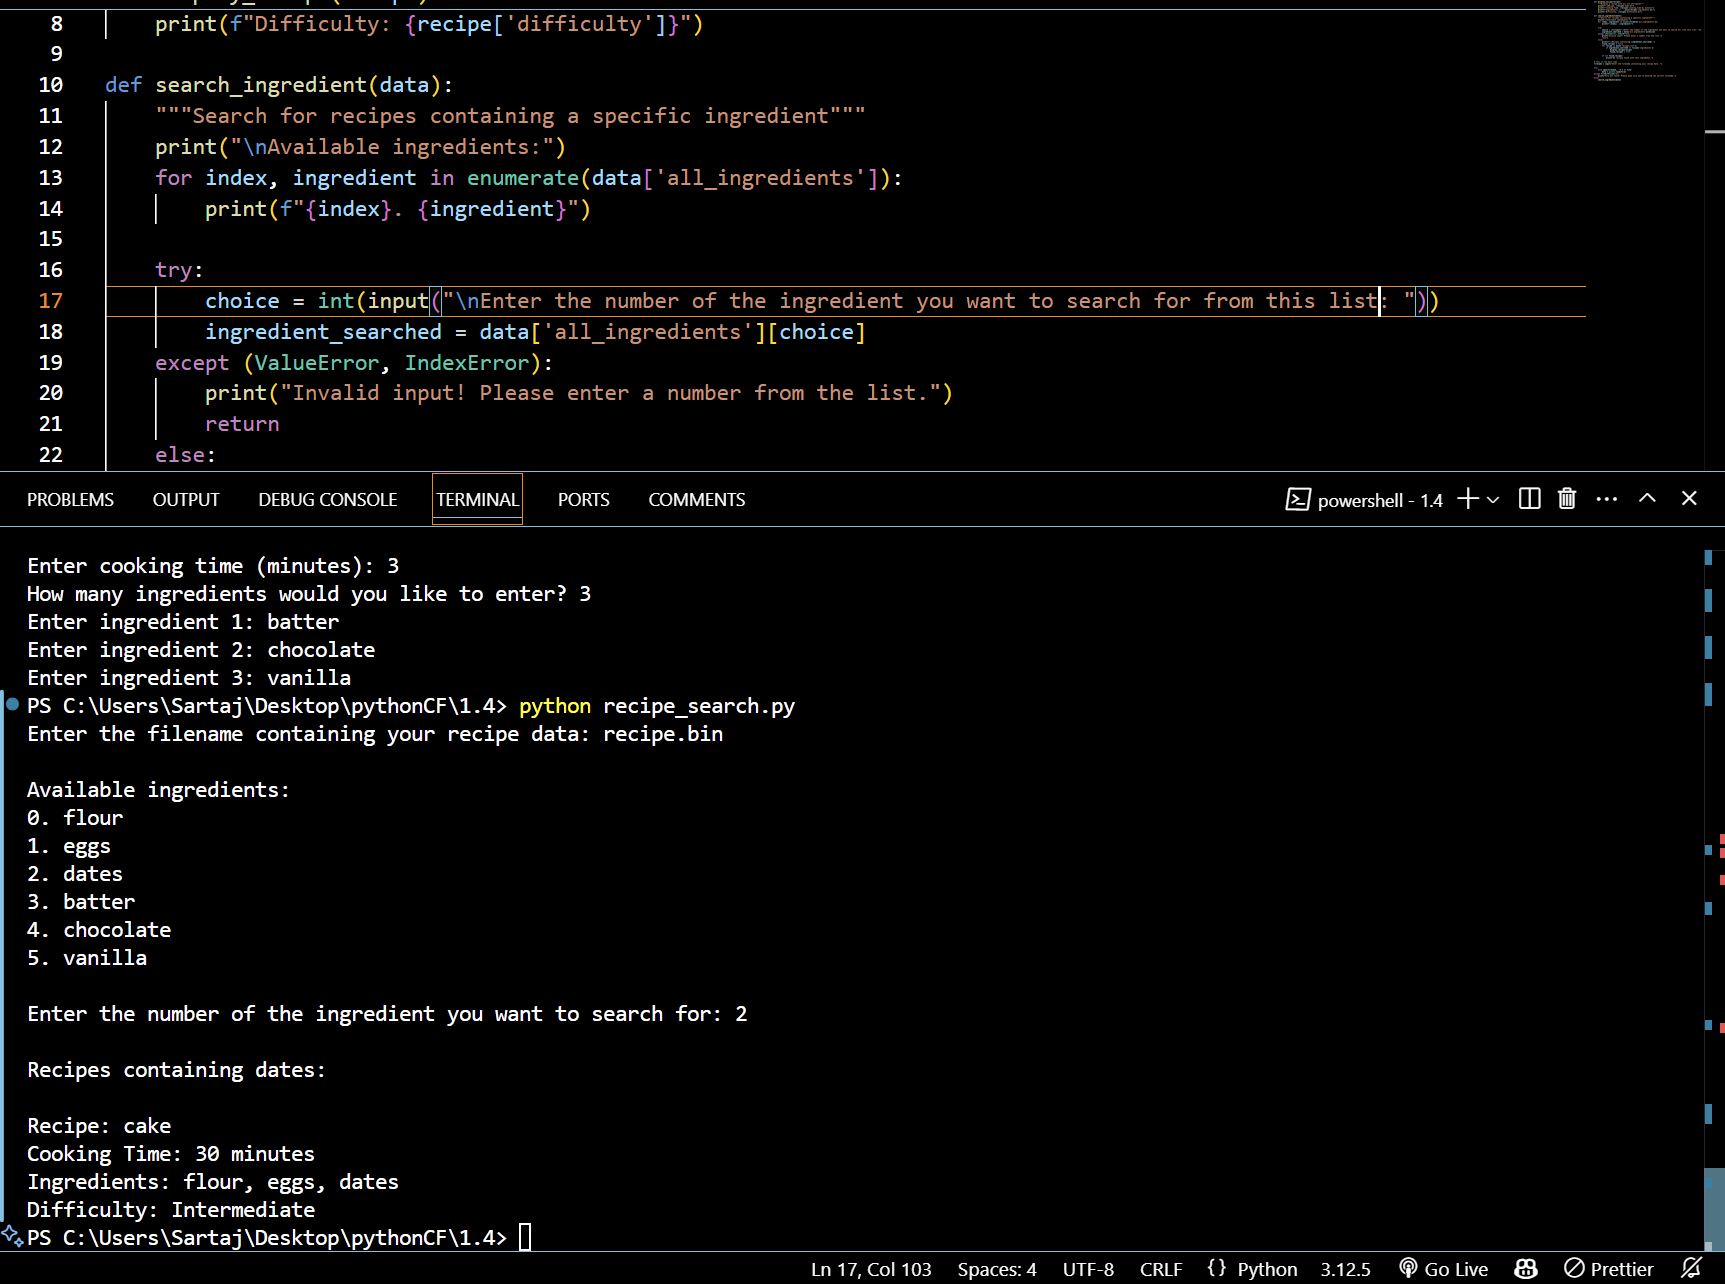 8 print(f"Difficulty: {recipe['difficulty']}")
9
10 def search_ingredient(data):
11 """Search for recipes containing a specific ingredient"""
12 print("\nAvailable ingredients:")
13 for index, ingredient in enumerate(data['all_ingredients']):
14 print(f"{index}. {ingredient}")
15
16 try:
17 choice = int(input("\nEnter the number of the ingredient you want to search for from this list: "))
18 ingredient_searched = data['all_ingredients'][choice]
19 except (ValueError, IndexError):
20 print("Invalid input! Please enter a number from the list.")
21 return
22 else:
PROBLEMS OUTPUT DEBUG CONSOLE TERMINAL PORTS COMMENTS powershell - 1.4
Enter cooking time (minutes): 3
How many ingredients would you like to enter? 3
Enter ingredient 1: batter
Enter ingredient 2: chocolate
Enter ingredient 3: vanilla
PS C:\Users\Sartaj\Desktop\pythonCF\1.4> python recipe_search.py
Enter the filename containing your recipe data: recipe.bin
Available ingredients:
0. flour
1. eggs
2. dates
3. batter
4. chocolate
5. vanilla
Enter the number of the ingredient you want to search for: 2
Recipes containing dates:
Recipe: cake
Cooking Time: 30 minutes
Ingredients: flour, eggs, dates
Difficulty: Intermediate
PS C:\Users\Sartaj\Desktop\pythonCF\1.4>
Ln 17, Col 103 Spaces: 4 UTF-8 CRLF {} Python 3.12.5 Go Live Prettier